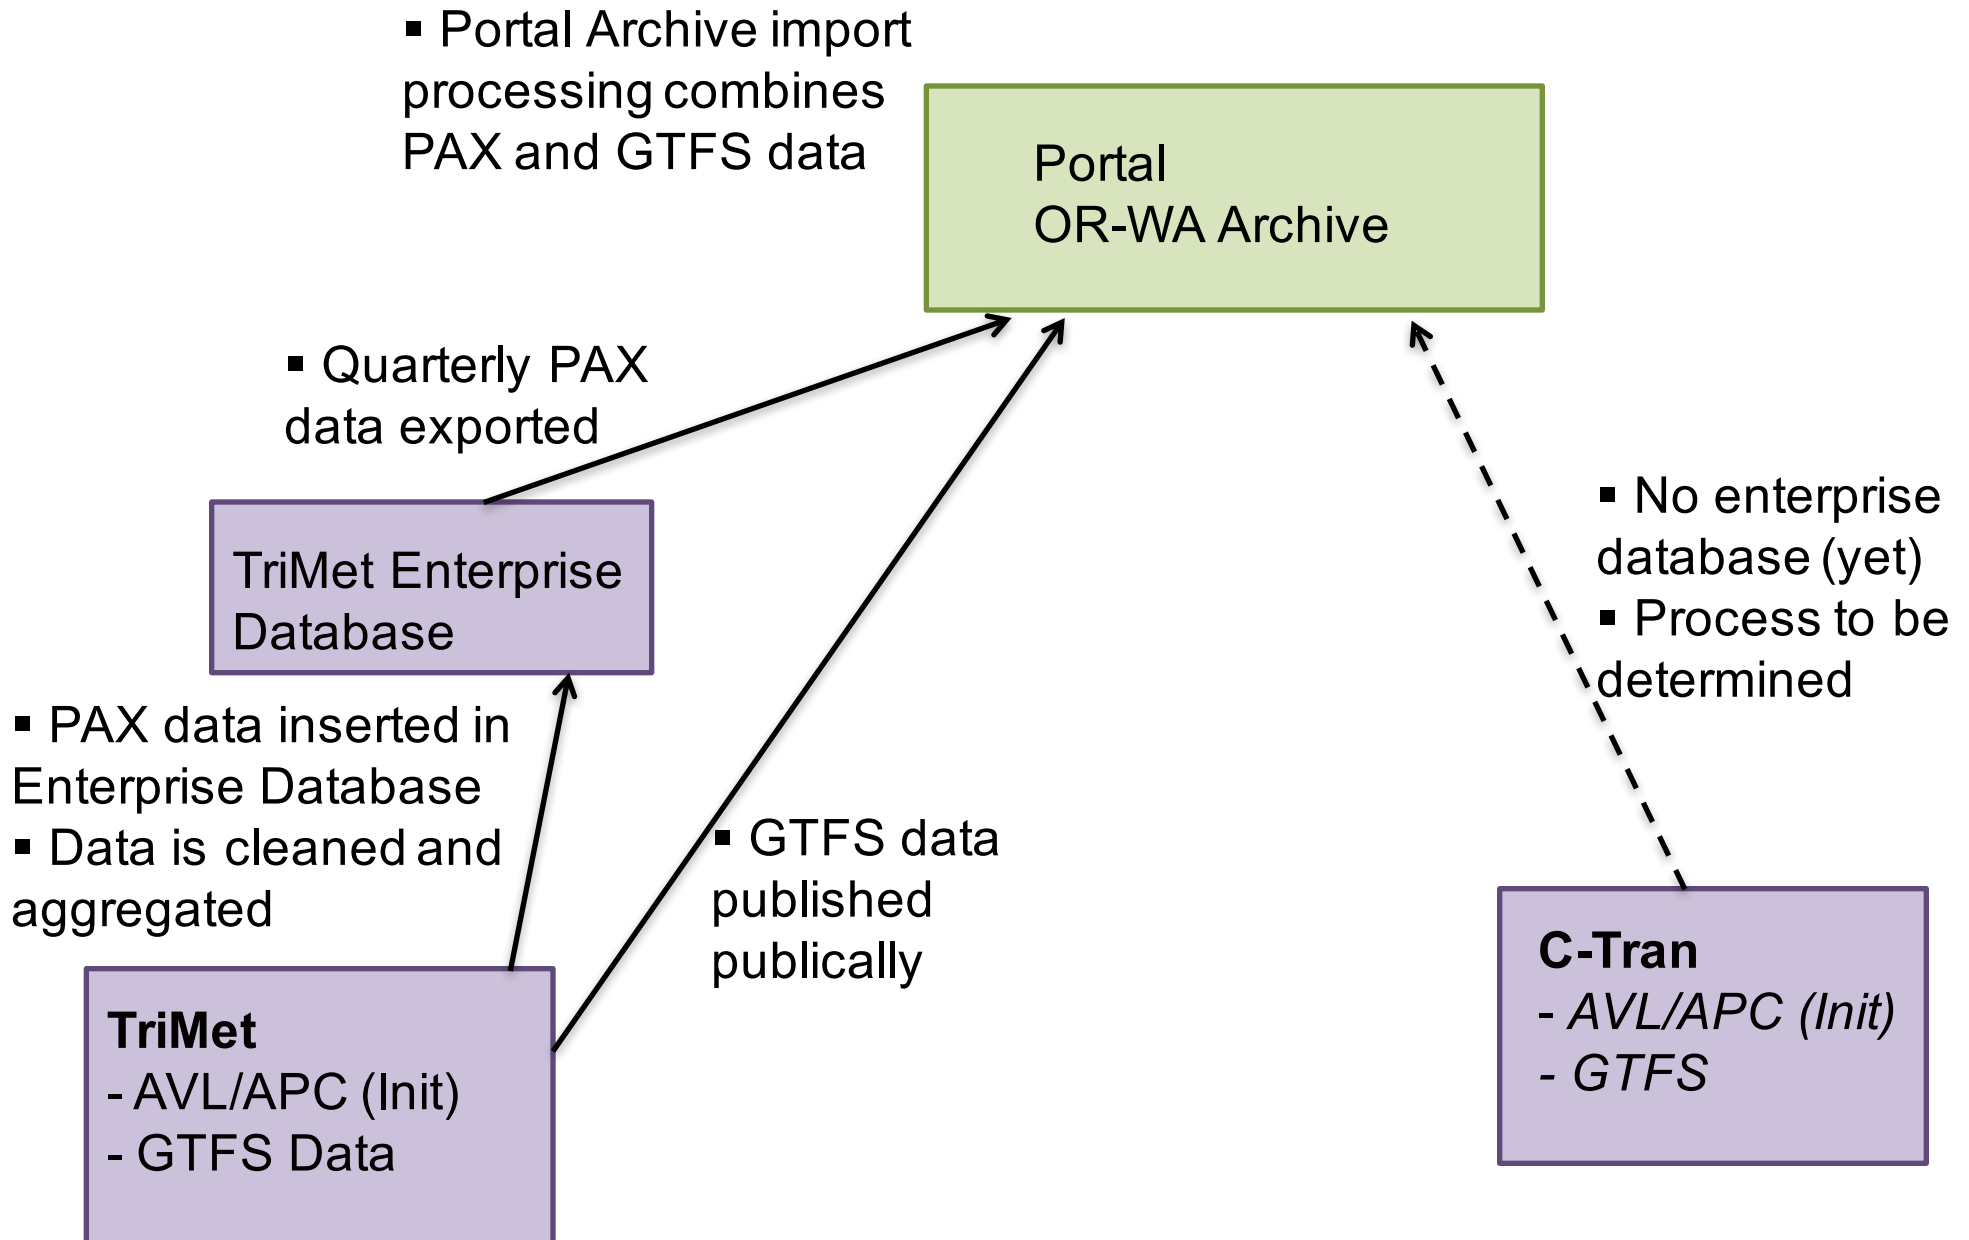 ▪ Portal Archive import
processing combines
PAX and GTFS data
Portal
OR-WA Archive
▪ Quarterly PAX
data exported
TriMet Enterprise
Database
▪ No enterprise
database (yet)
▪ Process to be
determined
▪ PAX data inserted in
Enterprise Database
▪ Data is cleaned and
aggregated
▪ GTFS data
published
publically
TriMet
- AVL/APC (Init)
- GTFS Data
C-Tran
- AVL/APC (Init)
- GTFS